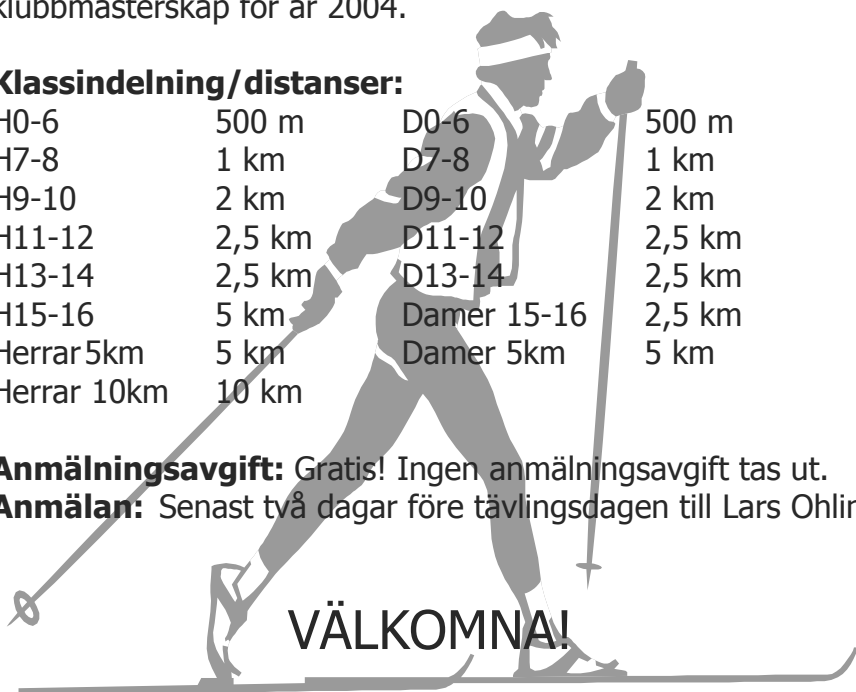 klubbmästerskap för år 2004.
Klassindelning/distanser:
H0-6 500 m D0-6 500 m
H7-8 1 km D7-8 1 km
H9-10 2 km D9-10 2 km
H11-12 2,5 km D11-12 2,5 km
H13-14 2,5 km D13-14 2,5 km
H15-16 5 km Damer 15-16 2,5 km
Herrar 5km 5 km Damer 5km 5 km
Herrar 10km 10 km
Anmälningsavgift: Gratis! Ingen anmälningsavgift tas ut.
Anmälan: Senast två dagar före tävlingsdagen till Lars Ohlin
VÄLKOMNA!